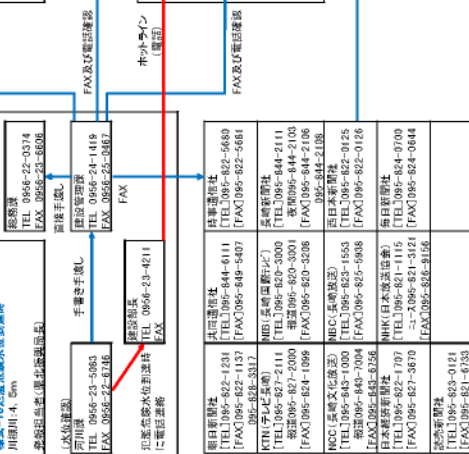 FAX及び電話確認
ホットライン
(電話)
FAX及び電話確認
総務課
TEL 0956-22-0374
FAX 0956-23-6606
直接手渡し
建設管理課
TEL 0956-24-1419
FAX 0956-25-0467
FAX
手書き手渡し
建設部長
TEL 0956-23-4211
FAX
川棚川:4.5m
発報担当者(県北振興局長)
(水位確認)
河川課
TEL 0956-23-5063
FAX 0956-22-6746
氾濫危険水位到達時
に電話連絡
時事通信社
[TEL]095-822-5680
[FAX]095-822-5681
長崎新聞社
[TEL]095-844-2111
夜間095-844-2103
[FAX]095-844-2106
095-844-2108
西日本新聞社
[TEL]095-822-0125
[FAX]095-822-0126
毎日新聞社
[TEL]095-824-0700
[FAX]095-824-0644
共同通信社
[TEL]095-844-6111
[FAX]095-849-5407
NIB(長崎国際テレビ)
[TEL]095-820-3000
報道095-820-3001
[FAX]095-820-3206
NBC(長崎放送)
[TEL]095-823-1553
[FAX]095-825-5938
NHK(日本放送協会)
[TEL]095-821-1115
ニュース095-821-3121
[FAX]095-826-9156
朝日新聞社
[TEL]095-822-1231
[FAX]095-822-1137
095-828-3317
KTN(テレビ長崎)
[TEL]095-827-2111
報道095-827-2000
[FAX]095-824-1099
NCC(長崎文化放送)
[TEL]095-843-1000
報道095-843-7004
[FAX]095-843-6756
日本経済新聞社
[TEL]095-822-1707
[FAX]095-827-3670
読売新聞社
[TEL]095-823-0121
[FAX]095-821-6733